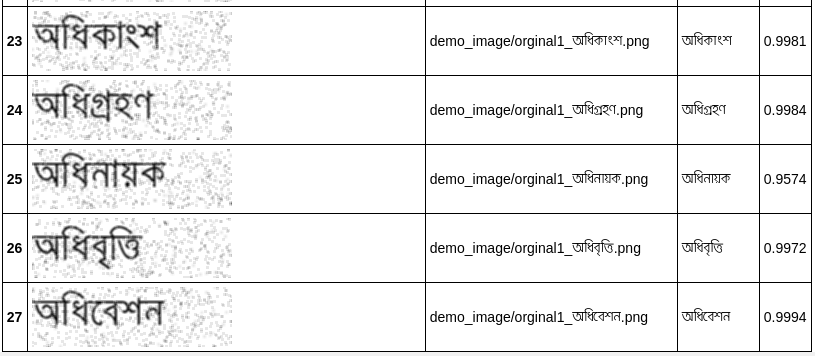 23 অধিকাংশ demo_image/orginal1_অধিকাংশ.png অধিকাংশ 0.9981
24 অধিগ্রহণ demo_image/orginal1_অধিগ্রহণ.png অধিগ্রহণ 0.9984
25 অধিনায়ক demo_image/orginal1_অধিনায়ক.png অধিনায়ক 0.9574
26 অধিবৃত্তি demo_image/orginal1_অধিবৃত্তি.png অধিবৃত্তি 0.9972
27 অধিবেশন demo_image/orginal1_অধিবেশন.png অধিবেশন 0.9994